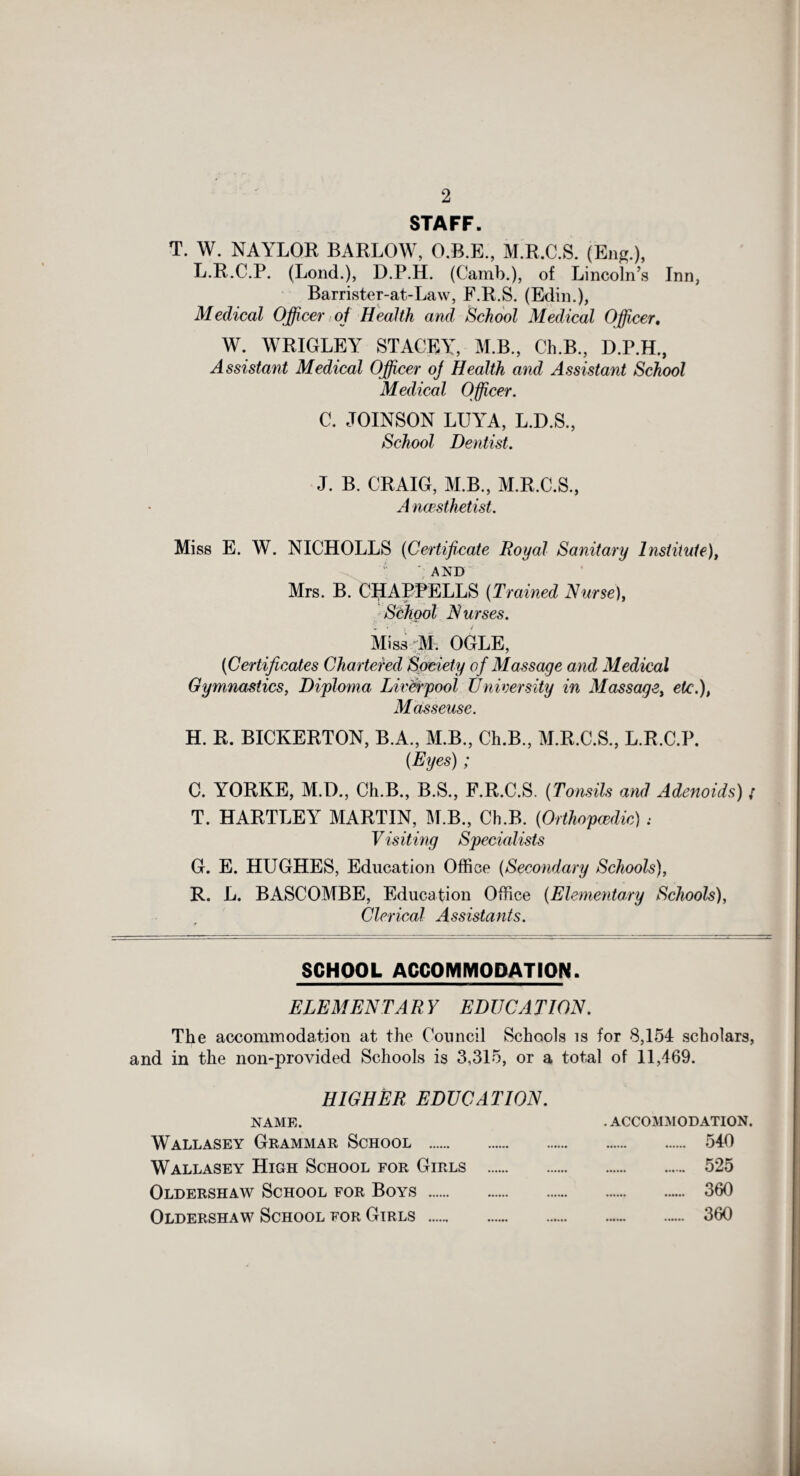 2
STAFF.
T. W. NAYLOR BARLOW, O.B.E., M.R.C.S. (Eng.),
L.R.C.P. (Lond.), D.P.H. (Camb.), of Lincoln's Inn,
Barrister-at-Law, F.R.S. (Edin.),
Medical Officer of Health and School Medical Officer.
W. WRIGLEY STACEY, M.B., Ch.B., D.P.H.,
Assistant Medical Officer of Health and Assistant School
Medical Officer.
C. JOINSON LUYA, L.D.S.,
School Dentist.
J. B. CRAIG, M.B., M.R.C.S.,
Anæsthetist.
Miss E. W. NICHOLLS (Certificate Royal Sanitary Institute),
AND
Mrs. B. CHAPPELLS (Trained Nurse),
School Nurses.
Miss M. OGLE,
(Certificates Chartered Society of Massage and Medical
Gymnastics, Diploma Liverpool University in Massage, etc.),
Masseuse.
H. R. BICKERTON, B.A., M.B., Ch.B., M.R.C.S., L.R.C.P.
(Eyes) ;
C. YORKE, M.D., Ch.B., B.S., F.R.C.S. (Tonsils and Adenoids) ;
T. HARTLEY MARTIN, M.B., Ch.B. (Orthopœdic) :
Visiting Specialists
G. E. HUGHES, Education Office (Secondary Schools),
R. L. BASCOMBE, Education Office (Elementary Schools),
Clerical Assistants.
SCHOOL ACCOMMODATION.
ELEMENTARY EDUCATION.
The accommodation at the Council Schools is for 8,154 scholars,
and in the non-provided Schools is 3,315, or a total of 11,469.
HIGHER EDUCATION.
NAME. .ACCOMMODATION.
WALLASEY GRAMMAR SCHOOL ...... ...... ...... ...... ...... 540
WALLASEY HIGH SCHOOL FOR GIRLS ...... ...... ...... ...... 525
OLDERSHAW SCHOOL FOR BOYS ...... ...... ...... ...... ...... 360
OLDERSHAW SCHOOL FOR GIRLS ...... ...... ...... ...... ...... 360